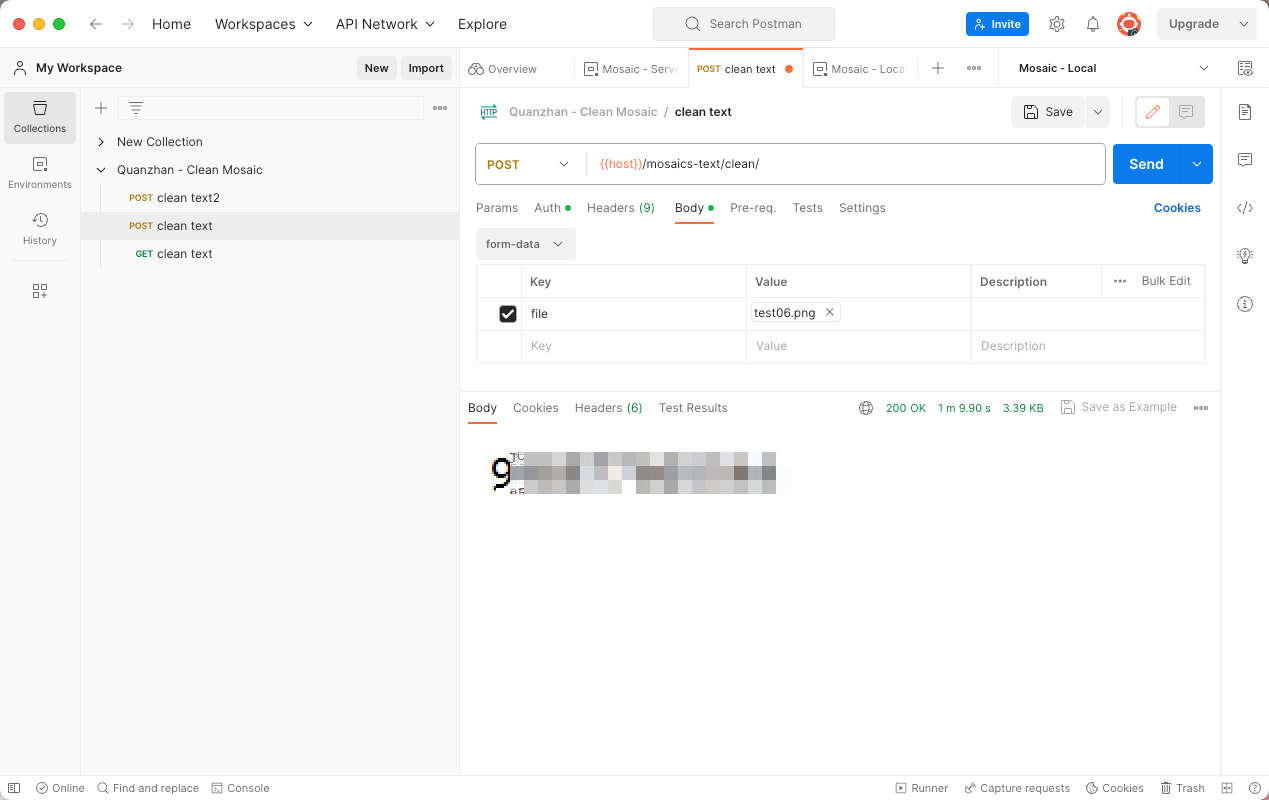 Home
Workspaces
API Network
Explore
Search Postman
Invite
Upgrade
My Workspace
New
Import
Overview
Mosaic - Serv
POST clean text
Mosaic - Loca
Mosaic - Local
Collections
Environments
History
New Collection
Quanzhan - Clean Mosaic
POST clean text2
POST clean text
GET clean text
HTTP
Quanzhan - Clean Mosaic / clean text
Save
POST
{{host}}/mosaics-text/clean/
Send
Params
Auth
Headers (9)
Body
Pre-req.
Tests
Settings
Cookies
form-data
Key
Value
Description
Bulk Edit
file
test06.png
Key
Value
Description
Body
Cookies
Headers (6)
Test Results
200 OK
1 m 9.90 s
3.39 KB
Save as Example
9
Online
Find and replace
Console
Runner
Capture requests
Cookies
Trash